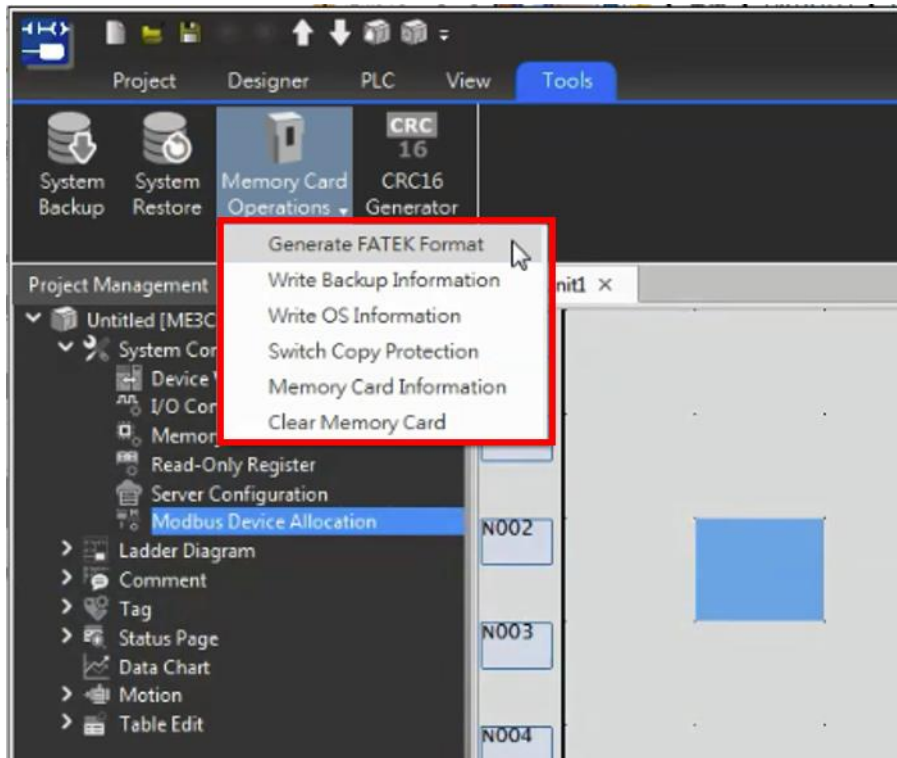 Project Designer PLC View Tools
CRC
16
System Backup
System Restore
Memory Card Operations
CRC16 Generator
Generate FATEK Format
Write Backup Information
Write OS Information
Switch Copy Protection
Memory Card Information
Clear Memory Card
Project Management
nit1 ×
Untitled [ME3C
System Con
Device
I/O Con
Memory
Read-Only Register
Server Configuration
Modbus Device Allocation
Ladder Diagram
Comment
Tag
Status Page
Data Chart
Motion
Table Edit
N002
N003
N004